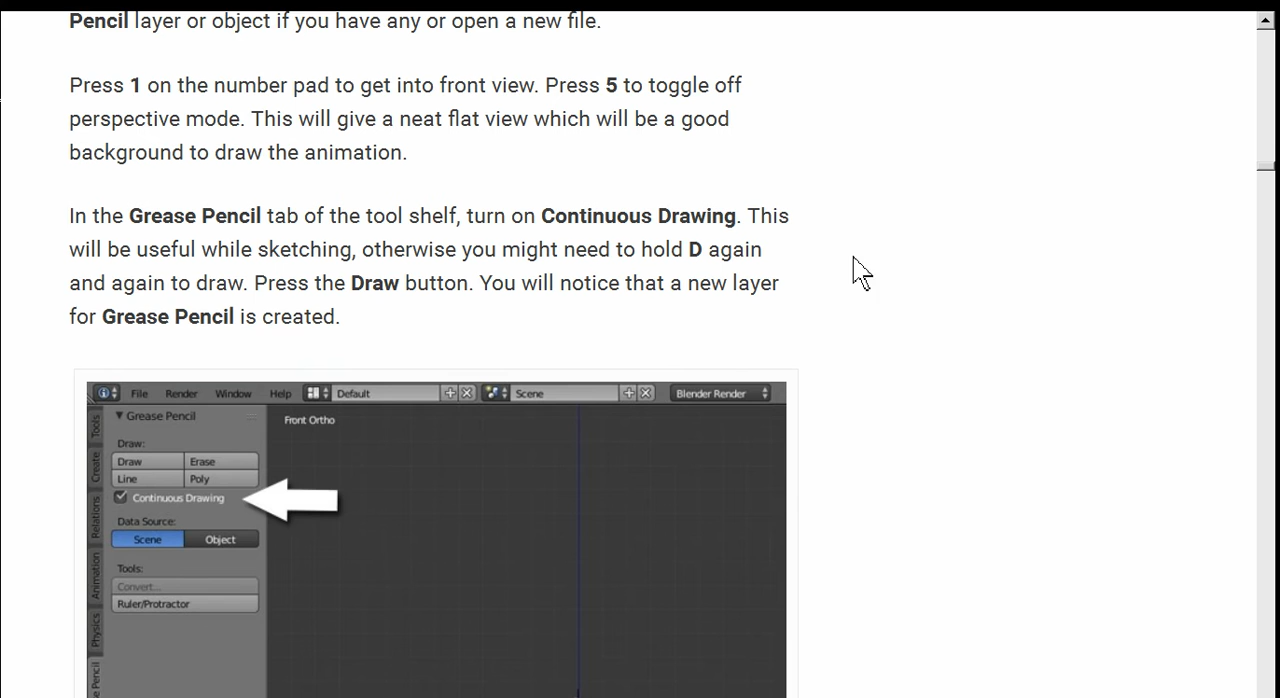 Pencil layer or object if you have any or open a new file.
Press 1 on the number pad to get into front view. Press 5 to toggle off
perspective mode. This will give a neat flat view which will be a good
background to draw the animation.
In the Grease Pencil tab of the tool shelf, turn on Continuous Drawing. This
will be useful while sketching, otherwise you might need to hold D again
and again to draw. Press the Draw button. You will notice that a new layer
for Grease Pencil is created.
File Render Window Help Default Scene Blender Render
Tools
Create
Relations
Animation
Physics
se Pencil
Grease Pencil
Front Ortho
Draw:
Draw Erase
Line Poly
Continuous Drawing
Data Source:
Scene Object
Tools:
Convert...
Ruler/Protractor